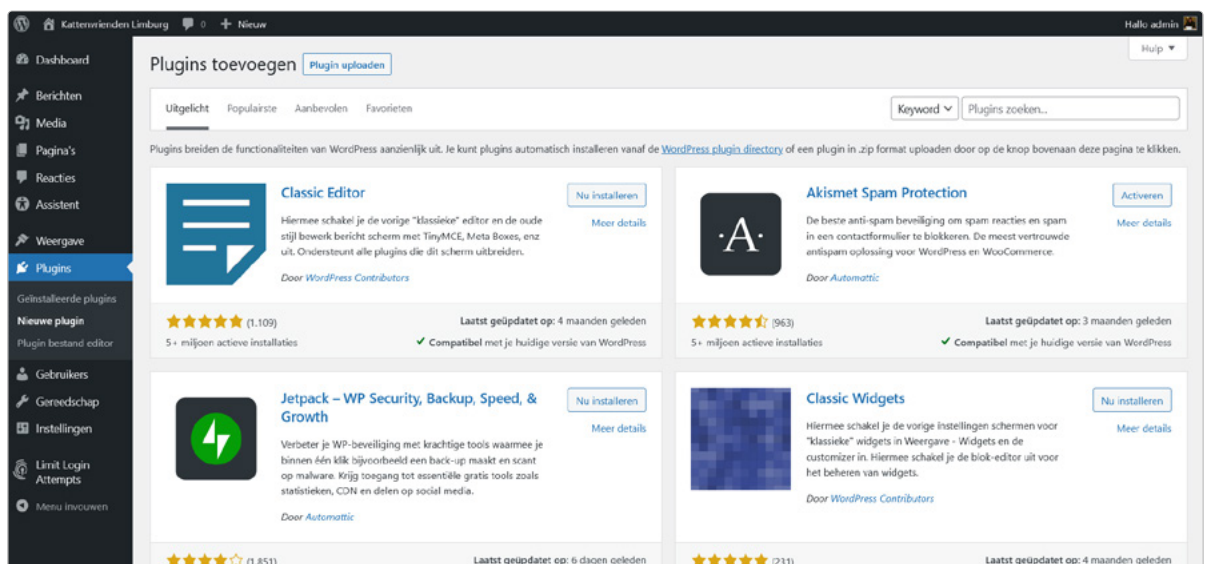 Kattenvrienden Limburg 0 + Nieuw
Hallo admin
Dashboard
Berichten
Media
Pagina's
Reacties
Assistent
Weergave
Plugins
Geïnstalleerde plugins
Nieuwe plugin
Plugin bestand editor
Gebruikers
Gereedschap
Instellingen
Limit Login
Attempts
Menu invouwen
Hulp
Plugins toevoegen Plugin uploaden
Uitgelicht Populairste Aanbevolen Favorieten
Keyword Plugins zoeken...
Plugins breiden de functionaliteiten van WordPress aanzienlijk uit. Je kunt plugins automatisch installeren vanaf de WordPress plugin directory of een plugin in .zip format uploaden door op de knop bovenaan deze pagina te klikken.
Classic Editor
Nu installeren
Meer details
Hiermee schakel je de vorige "klassieke" editor en de oude
stijl bewerk bericht scherm met TinyMCE, Meta Boxes, enz
uit. Ondersteunt alle plugins die dit scherm uitbreiden.
Door WordPress Contributors
(1.109)
Laatst geüpdatet op: 4 maanden geleden
5+ miljoen actieve installaties
Compatibel met je huidige versie van WordPress
·A·
Akismet Spam Protection
Activeren
Meer details
De beste anti-spam beveiliging om spam reacties en spam
in een contactformulier te blokkeren. De meest vertrouwde
antispam oplossing voor WordPress en WooCommerce.
Door Automattic
(963)
Laatst geüpdatet op: 3 maanden geleden
5+ miljoen actieve installaties
Compatibel met je huidige versie van WordPress
Jetpack – WP Security, Backup, Speed, &
Growth
Nu installeren
Meer details
Verbeter je WP-beveiliging met krachtige tools waarmee je
binnen één klik bijvoorbeeld een back-up maakt en scant
op malware. Krijg toegang tot essentiële gratis tools zoals
statistieken, CDN en delen op social media.
Door Automattic
(1.851)
Laatst geüpdatet op: 6 dagen geleden
Classic Widgets
Nu installeren
Meer details
Hiermee schakel je de vorige instellingen schermen voor
"klassieke" widgets in Weergave - Widgets en de
customizer in. Hiermee schakel je de blok-editor uit voor
het beheren van widgets.
Door WordPress Contributors
(231)
Laatst geüpdatet op: 4 maanden geleden